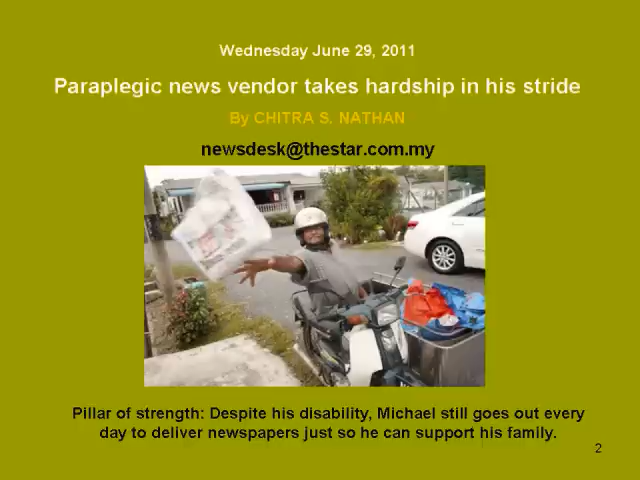 Wednesday June 29, 2011
Paraplegic news vendor takes hardship in his stride
By CHITRA S. NATHAN
newsdesk@thestar.com.my
Pillar of strength: Despite his disability, Michael still goes out every
day to deliver newspapers just so he can support his family.
2